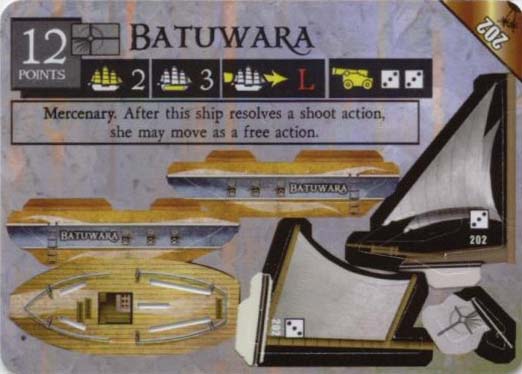 12
POINTS
BATUWARA
202
2 3 L
Mercenary. After this ship resolves a shoot action,
she may move as a free action.
BATUWARA
BATUWARA
202
202